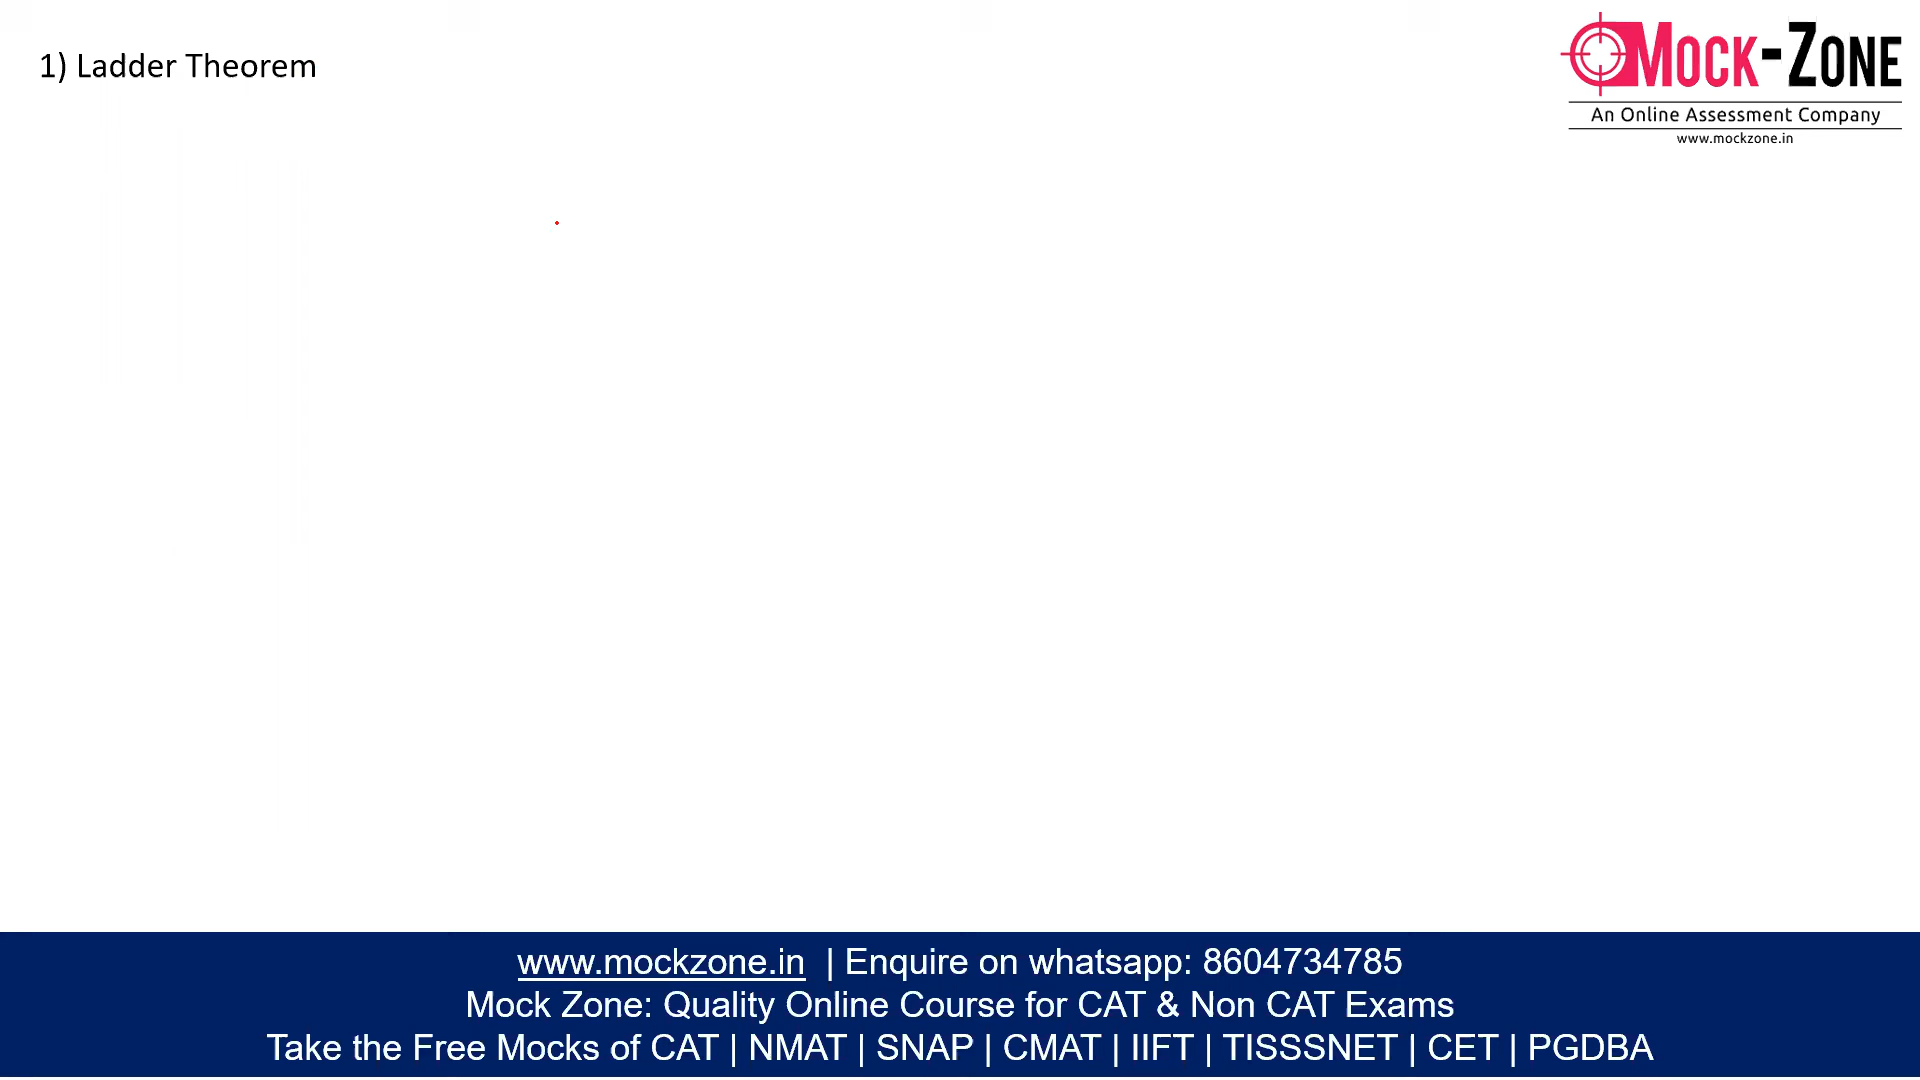 1) Ladder Theorem
Mock-Zone
An Online Assessment Company
www.mockzone.in
www.mockzone.in | Enquire on whatsapp: 8604734785
Mock Zone: Quality Online Course for CAT & Non CAT Exams
Take the Free Mocks of CAT | NMAT | SNAP | CMAT | IIFT | TISSSNET | CET | PGDBA